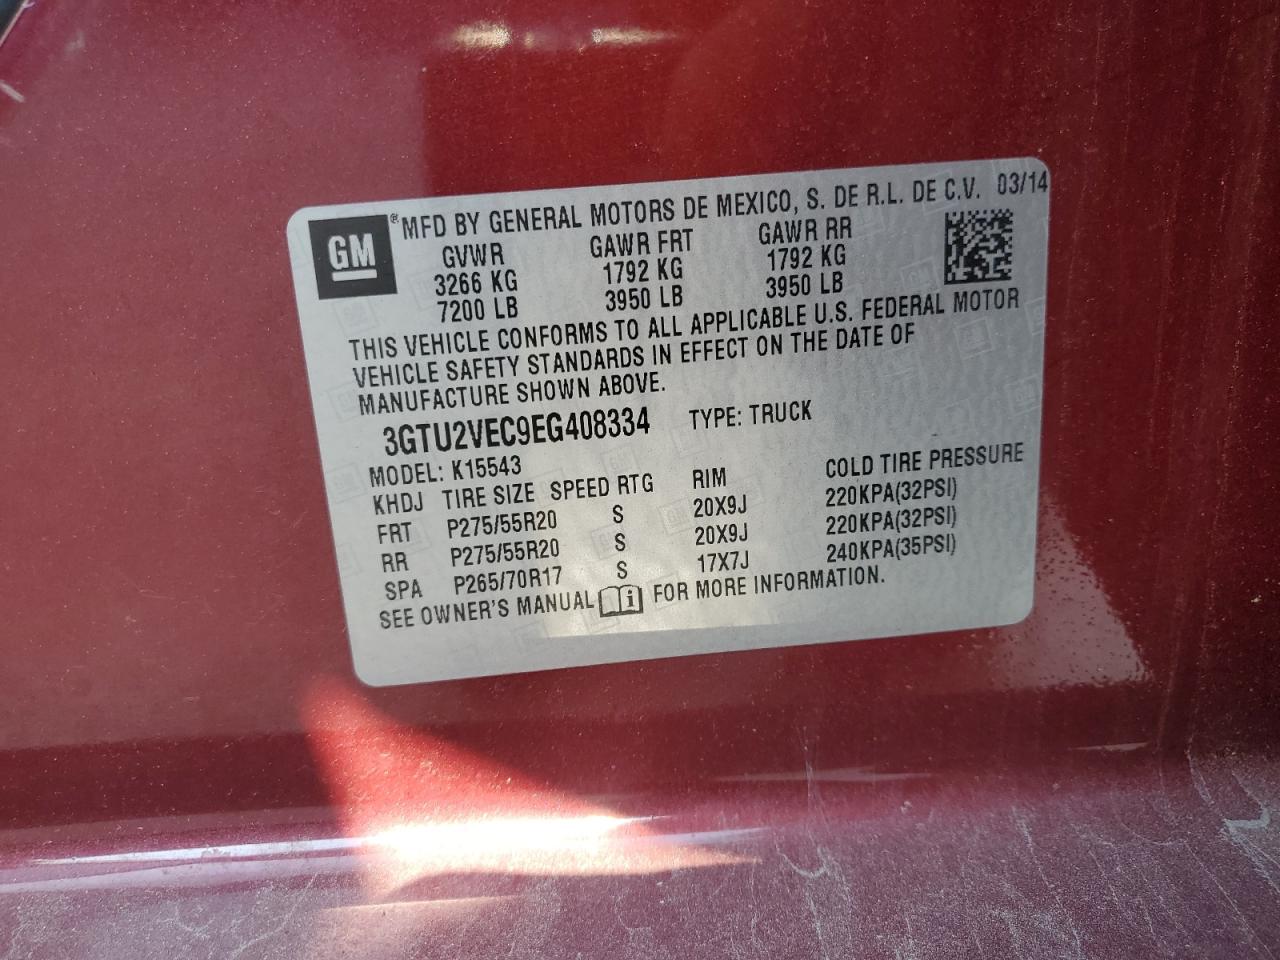 GM ® MFD BY GENERAL MOTORS DE MEXICO, S. DE R.L. DE C.V. 03/14
GVWR GAWR FRT GAWR RR
3266 KG 1792 KG 1792 KG
7200 LB 3950 LB 3950 LB
THIS VEHICLE CONFORMS TO ALL APPLICABLE U.S. FEDERAL MOTOR
VEHICLE SAFETY STANDARDS IN EFFECT ON THE DATE OF
MANUFACTURE SHOWN ABOVE.
3GTU2VEC9EG408334 TYPE: TRUCK
MODEL: K15543
KHDJ TIRE SIZE SPEED RTG RIM COLD TIRE PRESSURE
FRT P275/55R20 S 20X9J 220KPA(32PSI)
RR P275/55R20 S 20X9J 220KPA(32PSI)
SPA P265/70R17 S 17X7J 240KPA(35PSI)
SEE OWNER'S MANUAL i FOR MORE INFORMATION.